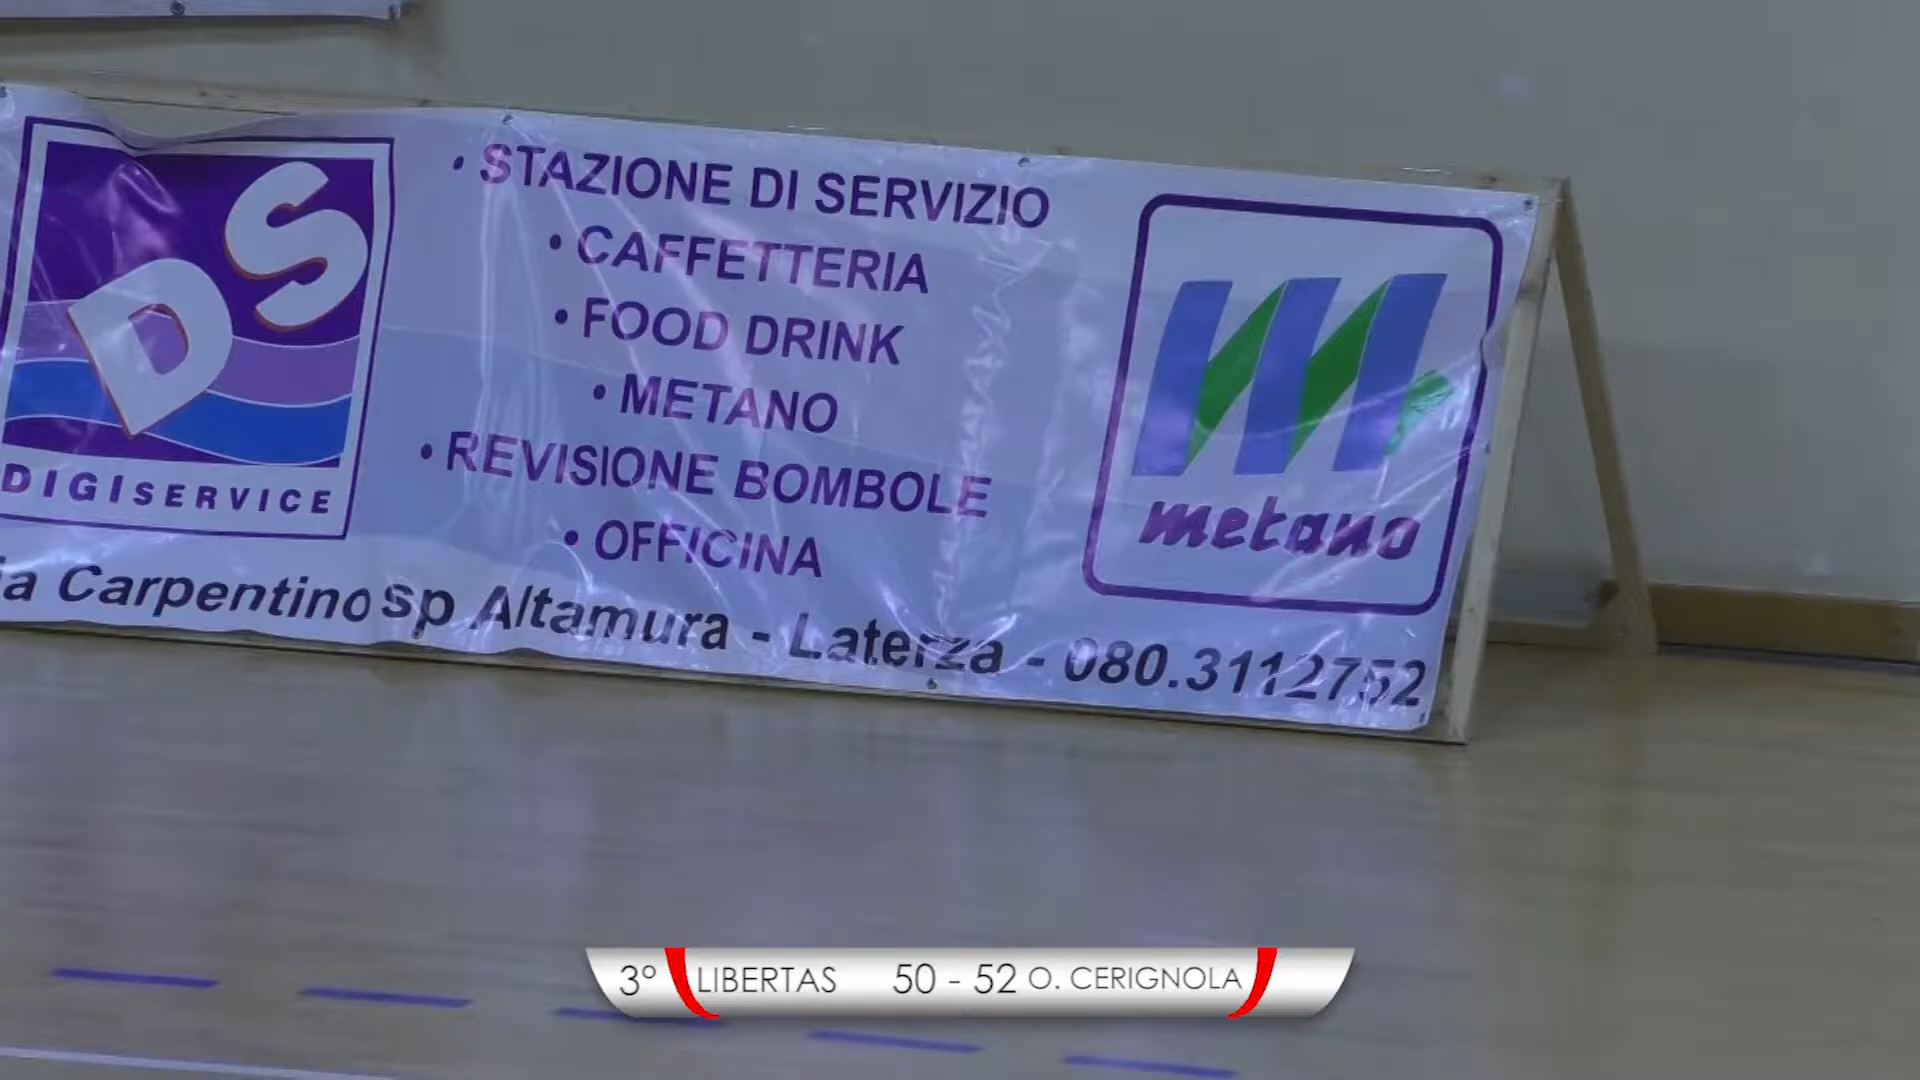 DS
DIGISERVICE
• STAZIONE DI SERVIZIO
• CAFFETTERIA
• FOOD DRINK
• METANO
• REVISIONE BOMBOLE
• OFFICINA
metano
ia Carpentino sp Altamura - Laterza - 080.3112752
3° LIBERTAS 50 - 52 O. CERIGNOLA